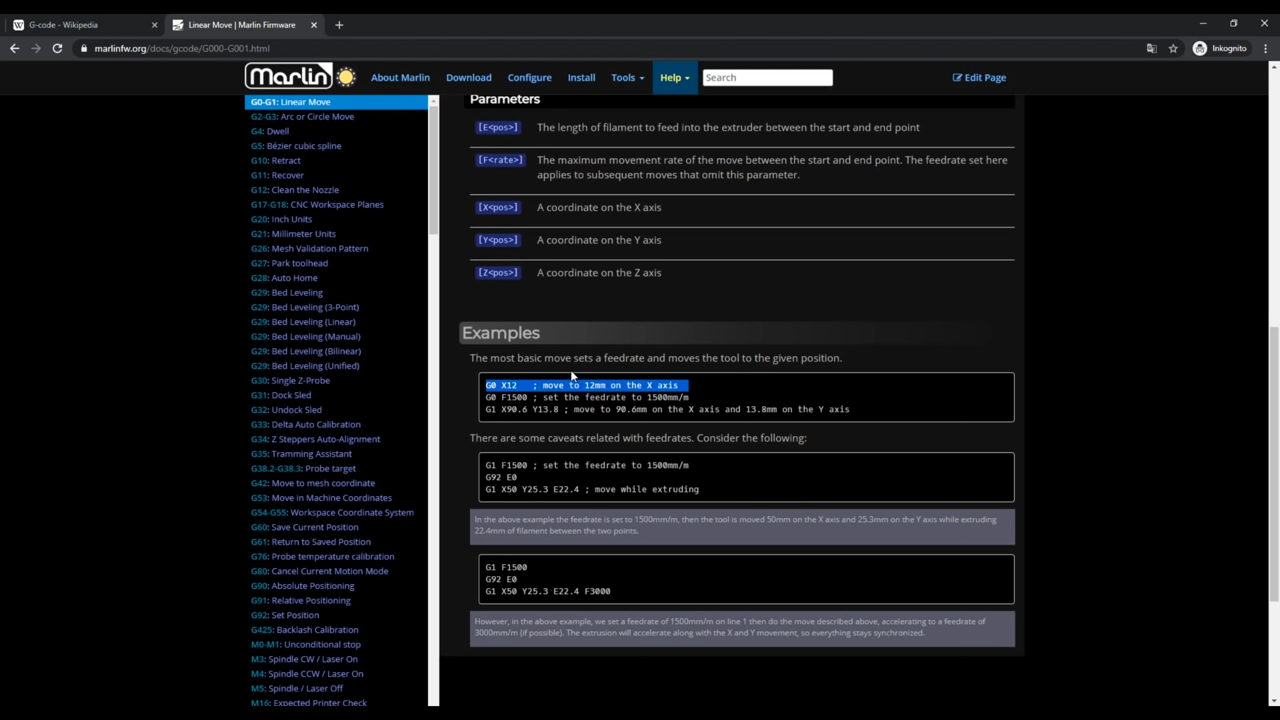 G-code - Wikipedia
Linear Move | Marlin Firmware
marlinfw.org/docs/gcode/G000-G001.html
Inkognito
Marlin
About Marlin
Download
Configure
Install
Tools
Help
Search
Edit Page
G0-G1: Linear Move
G2-G3: Arc or Circle Move
G4: Dwell
G5: Bézier cubic spline
G10: Retract
G11: Recover
G12: Clean the Nozzle
G17-G18: CNC Workspace Planes
G20: Inch Units
G21: Millimeter Units
G26: Mesh Validation Pattern
G27: Park toolhead
G28: Auto Home
G29: Bed Leveling
G29: Bed Leveling (3-Point)
G29: Bed Leveling (Linear)
G29: Bed Leveling (Manual)
G29: Bed Leveling (Bilinear)
G29: Bed Leveling (Unified)
G30: Single Z-Probe
G31: Dock Sled
G32: Undock Sled
G33: Delta Auto Calibration
G34: Z Steppers Auto-Alignment
G35: Tramming Assistant
G38.2-G38.3: Probe target
G42: Move to mesh coordinate
G53: Move in Machine Coordinates
G54-G55: Workspace Coordinate System
G60: Save Current Position
G61: Return to Saved Position
G76: Probe temperature calibration
G80: Cancel Current Motion Mode
G90: Absolute Positioning
G91: Relative Positioning
G92: Set Position
G425: Backlash Calibration
M0-M1: Unconditional stop
M3: Spindle CW / Laser On
M4: Spindle CCW / Laser On
M5: Spindle / Laser Off
M16: Expected Printer Check
Parameters
[E<pos>] The length of filament to feed into the extruder between the start and end point
[F<rate>] The maximum movement rate of the move between the start and end point. The feedrate set here
applies to subsequent moves that omit this parameter.
[X<pos>] A coordinate on the X axis
[Y<pos>] A coordinate on the Y axis
[Z<pos>] A coordinate on the Z axis
Examples
The most basic move sets a feedrate and moves the tool to the given position.
G0 X12 ; move to 12mm on the X axis
G0 F1500 ; set the feedrate to 1500mm/m
G1 X90.6 Y13.8 ; move to 90.6mm on the X axis and 13.8mm on the Y axis
There are some caveats related with feedrates. Consider the following:
G1 F1500 ; set the feedrate to 1500mm/m
G92 E0
G1 X50 Y25.3 E22.4 ; move while extruding
In the above example the feedrate is set to 1500mm/m, then the tool is moved 50mm on the X axis and 25.3mm on the Y axis while extruding
22.4mm of filament between the two points.
G1 F1500
G92 E0
G1 X50 Y25.3 E22.4 F3000
However, in the above example, we set a feedrate of 1500mm/m on line 1 then do the move described above, accelerating to a feedrate of
3000mm/m (if possible). The extrusion will accelerate along with the X and Y movement, so everything stays synchronized.